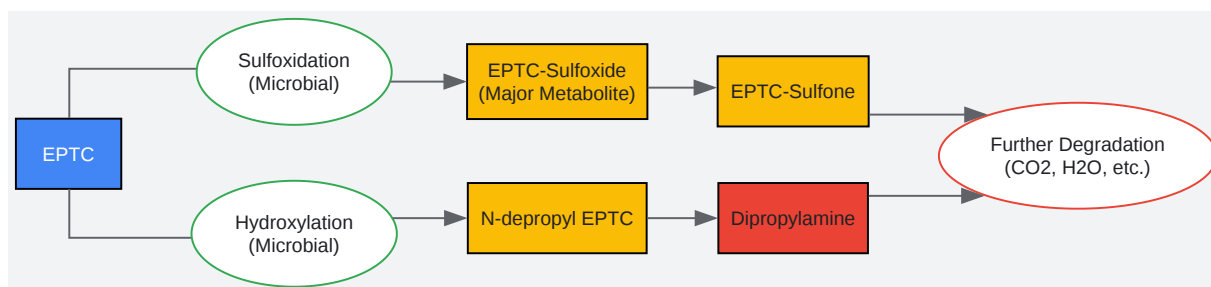 EPTC
Sulfoxidation
(Microbial)
EPTC-Sulfoxide
(Major Metabolite)
EPTC-Sulfone
Hydroxylation
(Microbial)
N-depropyl EPTC
Dipropylamine
Further Degradation
(CO2, H2O, etc.)